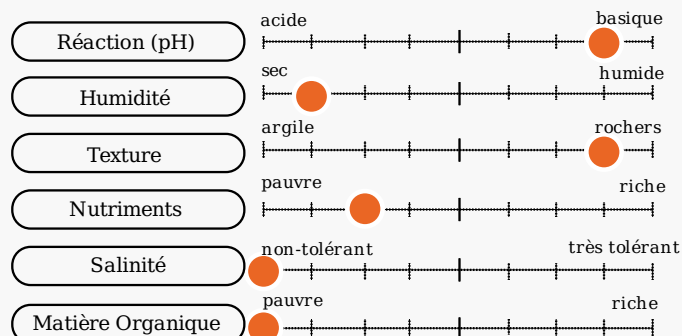 acide basique
Réaction (pH)
sec humide
Humidité
argile rochers
Texture
pauvre riche
Nutriments
non-tolérant très tolérant
Salinité
pauvre riche
Matière Organique